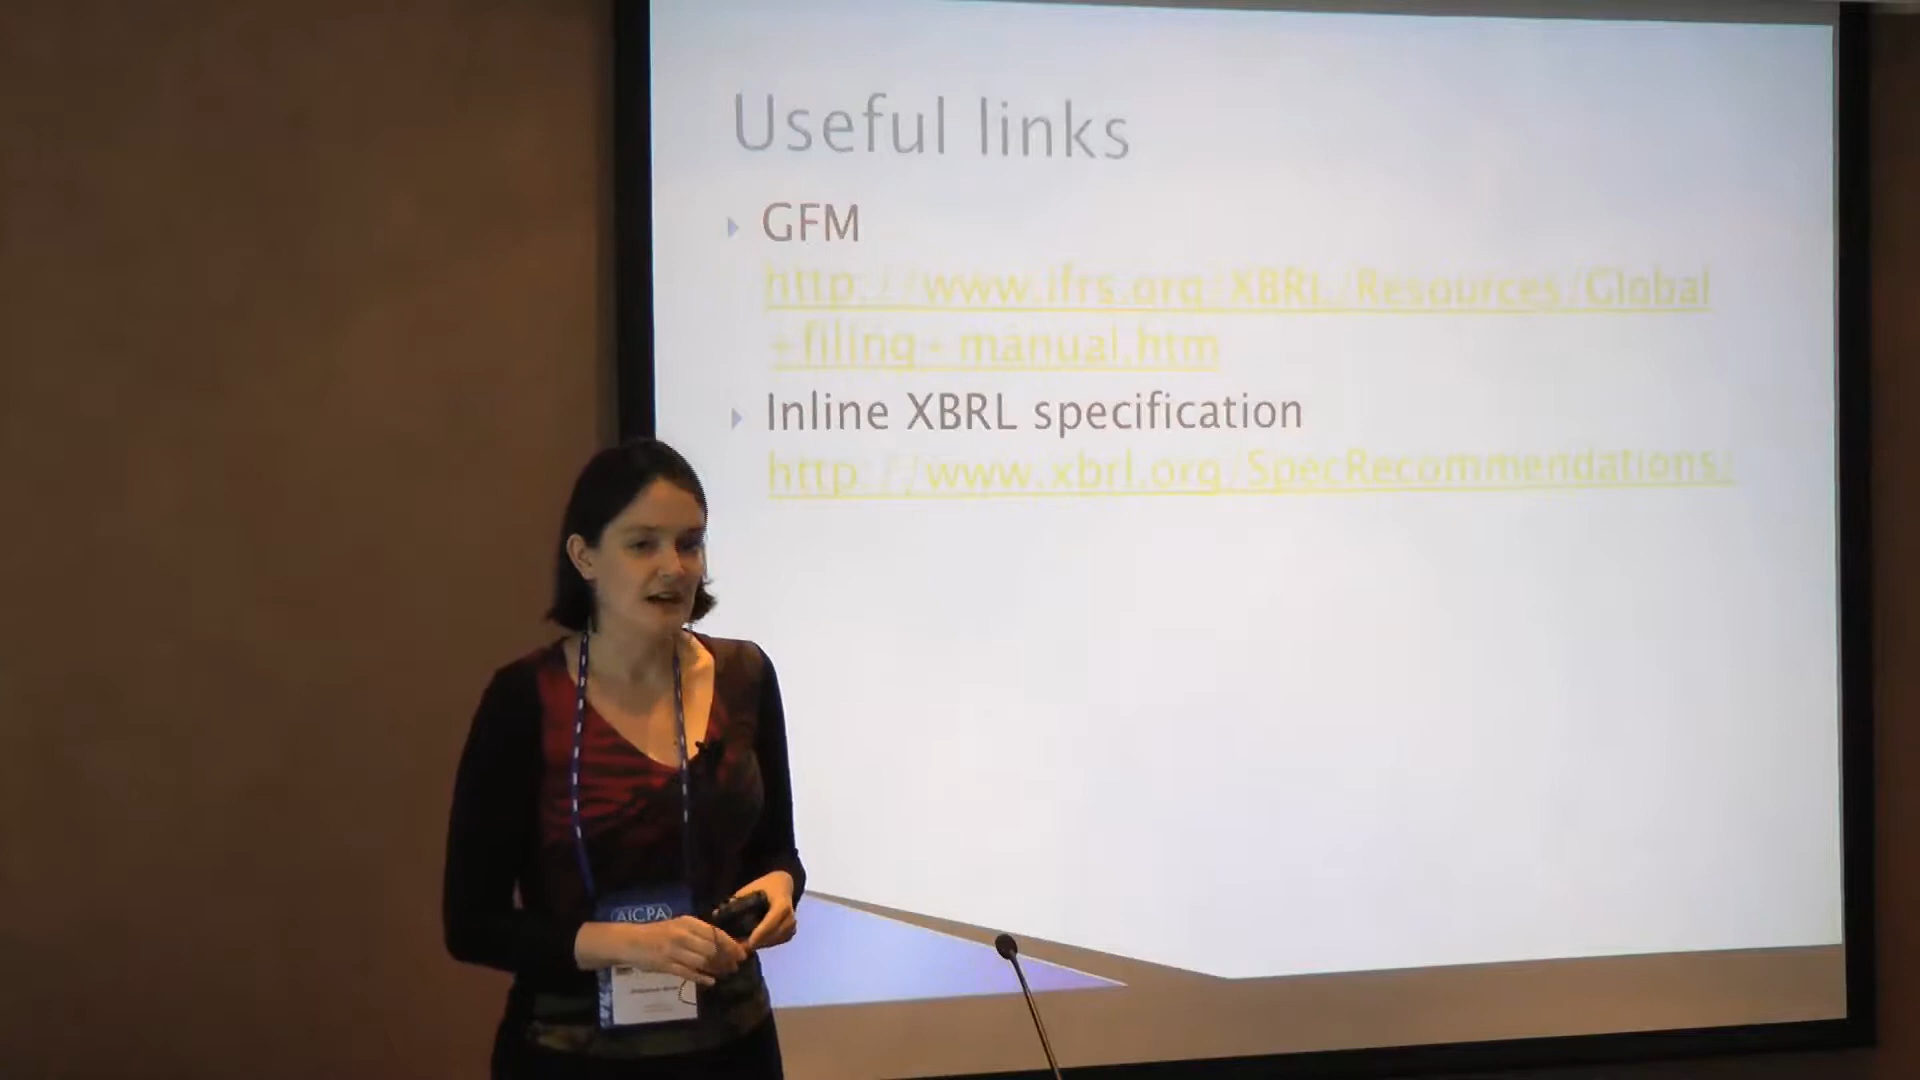 Useful links
GFM
http://www.ifrs.org/XBRL/Resources/Global
+filing+manual.htm
Inline XBRL specification
http://www.xbrl.org/SpecRecommendations/
AICPA